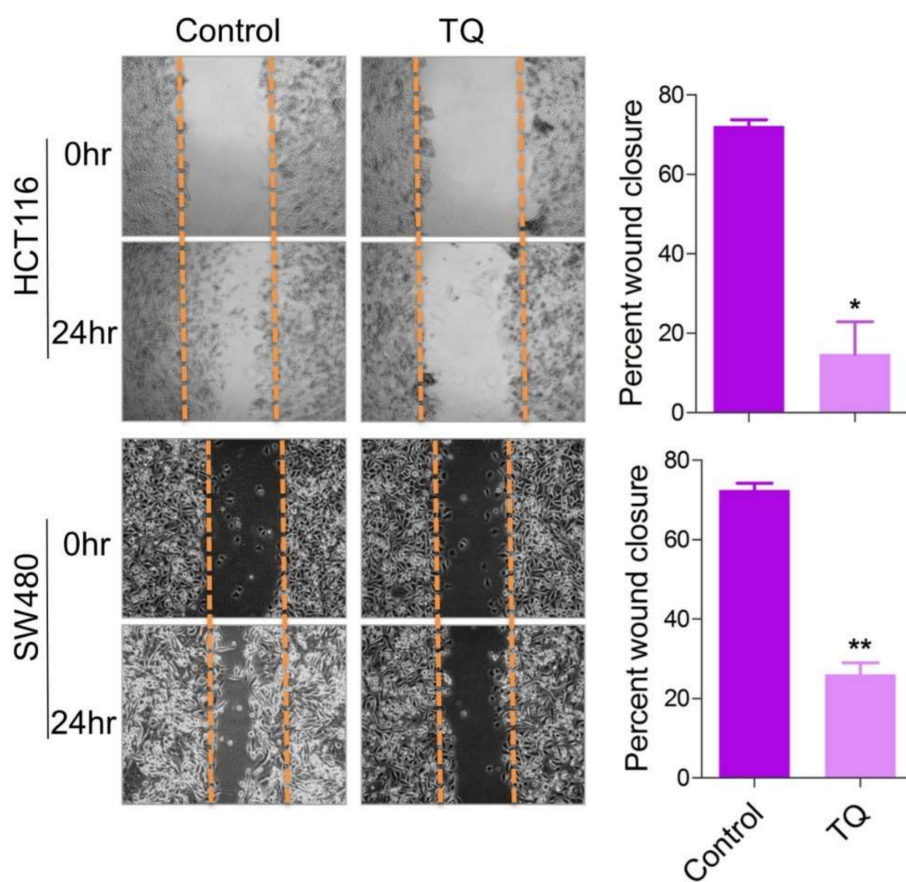 Control
TQ
HCT116
0hr
24hr
SW480
0hr
24hr
Percent wound closure
80
60
40
20
0
*
Percent wound closure
80
60
40
20
0
**
Control
TQ